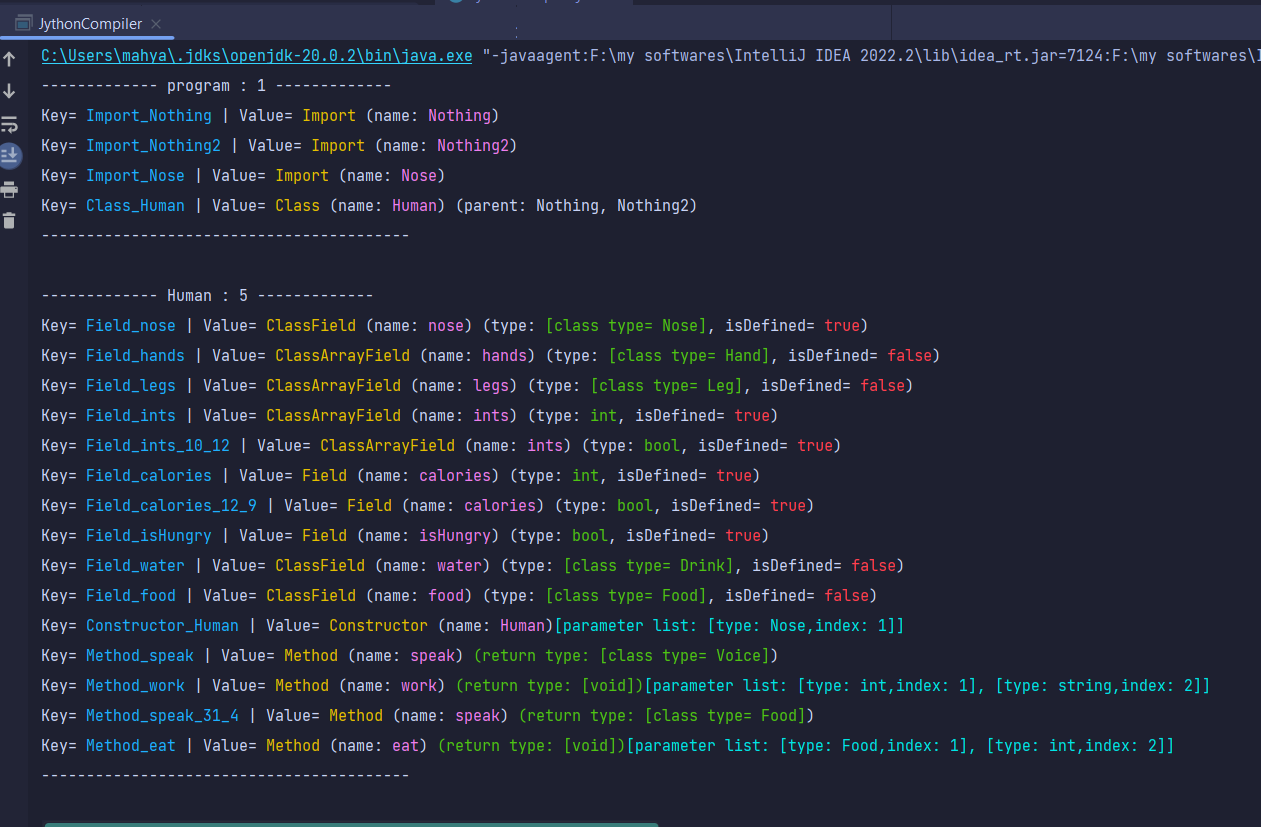 JythonCompiler
C:\Users\mahya\.jdks\openjdk-20.0.2\bin\java.exe "-javaagent:F:\my softwares\IntelliJ IDEA 2022.2\lib\idea_rt.jar=7124:F:\my softwares\I
------------- program : 1 -------------
Key= Import_Nothing | Value= Import (name: Nothing)
Key= Import_Nothing2 | Value= Import (name: Nothing2)
Key= Import_Nose | Value= Import (name: Nose)
Key= Class_Human | Value= Class (name: Human) (parent: Nothing, Nothing2)
-----------------------------------------
------------- Human : 5 -------------
Key= Field_nose | Value= ClassField (name: nose) (type: [class type= Nose], isDefined= true)
Key= Field_hands | Value= ClassArrayField (name: hands) (type: [class type= Hand], isDefined= false)
Key= Field_legs | Value= ClassArrayField (name: legs) (type: [class type= Leg], isDefined= false)
Key= Field_ints | Value= ClassArrayField (name: ints) (type: int, isDefined= true)
Key= Field_ints_10_12 | Value= ClassArrayField (name: ints) (type: bool, isDefined= true)
Key= Field_calories | Value= Field (name: calories) (type: int, isDefined= true)
Key= Field_calories_12_9 | Value= Field (name: calories) (type: bool, isDefined= true)
Key= Field_isHungry | Value= Field (name: isHungry) (type: bool, isDefined= true)
Key= Field_water | Value= ClassField (name: water) (type: [class type= Drink], isDefined= false)
Key= Field_food | Value= ClassField (name: food) (type: [class type= Food], isDefined= false)
Key= Constructor_Human | Value= Constructor (name: Human)[parameter list: [type: Nose,index: 1]]
Key= Method_speak | Value= Method (name: speak) (return type: [class type= Voice])
Key= Method_work | Value= Method (name: work) (return type: [void])[parameter list: [type: int,index: 1], [type: string,index: 2]]
Key= Method_speak_31_4 | Value= Method (name: speak) (return type: [class type= Food])
Key= Method_eat | Value= Method (name: eat) (return type: [void])[parameter list: [type: Food,index: 1], [type: int,index: 2]]
-----------------------------------------